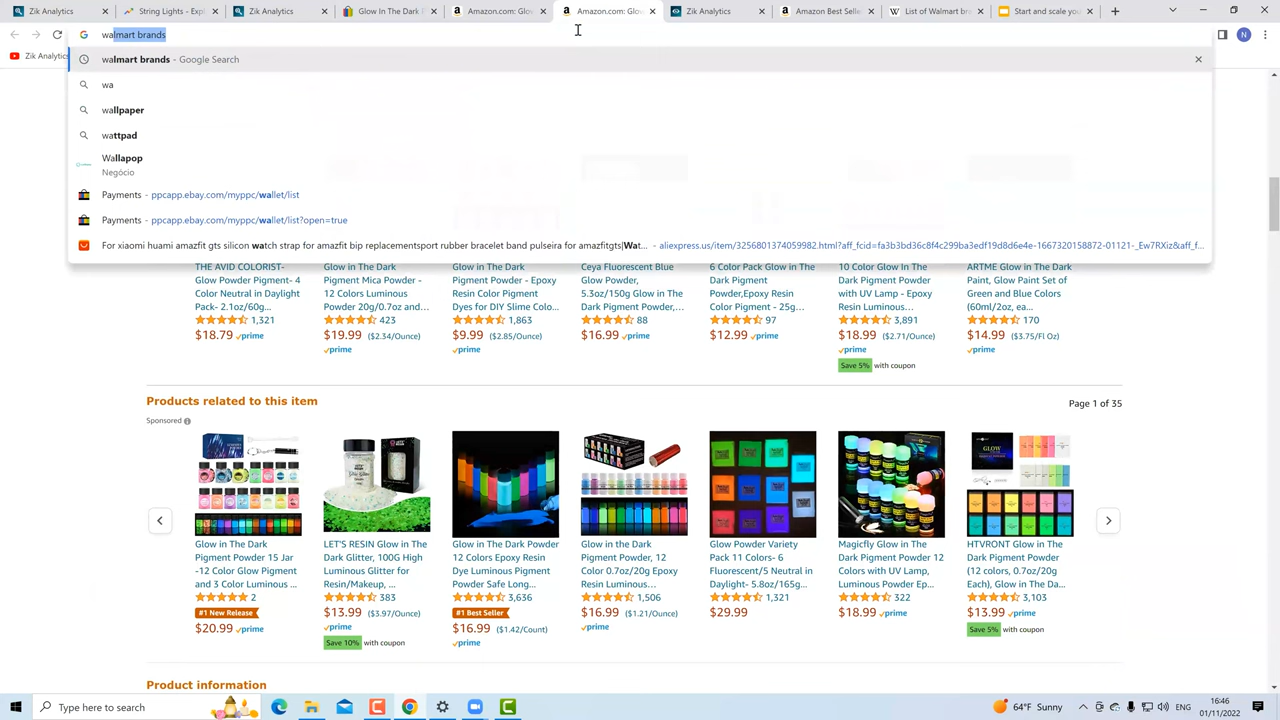 Zik Analytics
walmart brands
Lights - Explo
Zik Analytics
Amazon.com: Glo
Amazon.com: Glo
Zik Analytics
Amazon Best Selle
List of Walmart br
Start and scale yo
walmart brands
N
Zik Analytics
walmart brands - Google Search
wa
wallpaper
wattpad
Wallapop
Negócio
Payments - ppcapp.ebay.com/myppc/wallet/list
Payments - ppcapp.ebay.com/myppc/wallet/list?open=true
For xiaomi huami amazfit gts silicon watch strap for amazfit bip replacementsport rubber bracelet band pulseira for amazfitgts|Wat... - aliexpress.us/item/3256801374059982.html?aff_fcid=fa3b3bd36c8f4c299ba3edf19d8d6e4e-1667320158872-01121-_Ew7RXiz&aff_f...
THE AVID COLORIST-
Glow Powder Pigment- 4
Color Neutral in Daylight
Pack- 2.1oz/60g...
1,321
$18.79 prime
Glow in The Dark
Pigment Mica Powder -
12 Colors Luminous
Powder 20g/0.7oz and...
423
$19.99 ($2.34/Ounce)
prime
Glow in The Dark
Pigment Powder - Epoxy
Resin Color Pigment
Dyes for DIY Slime Colo...
1,863
$9.99 ($2.85/Ounce)
prime
Ceya Fluorescent Blue
Glow Powder,
5.3oz/150g Glow in The
Dark Pigment Powder,...
88
$16.99 prime
6 Color Pack Glow in The
Dark Pigment
Powder,Epoxy Resin
Color Pigment - 25g...
97
$12.99 prime
10 Color Glow In The
Dark Pigment Powder
with UV Lamp - Epoxy
Resin Luminous...
3,891
$18.99 ($2.71/Ounce)
prime
Save 5% with coupon
ARTME Glow in The Dark
Paint, Glow Paint Set of
Green and Blue Colors
(60ml/2oz, ea...
170
$14.99 ($3.75/Fl Oz)
prime
Products related to this item
Page 1 of 35
Sponsored
Glow in The Dark
Pigment Powder 15 Jar
-12 Color Glow Pigment
and 3 Color Luminous ...
2
#1 New Release
$20.99 prime
LET'S RESIN Glow in The
Dark Glitter, 100G High
Luminous Glitter for
Resin/Makeup, ...
383
$13.99 ($3.97/Ounce)
prime
Save 10% with coupon
Glow in The Dark Powder
12 Colors Epoxy Resin
Dye Luminous Pigment
Powder Safe Long...
3,636
#1 Best Seller
$16.99 ($1.42/Count)
prime
Glow in the Dark
Pigment Powder, 12
Color 0.7oz/20g Epoxy
Resin Luminous...
1,506
$16.99 ($1.21/Ounce)
prime
Glow Powder Variety
Pack 11 Colors- 6
Fluorescent/5 Neutral in
Daylight- 5.8oz/165g...
1,321
$29.99
Magicfly Glow in The
Dark Pigment Powder 12
Colors with UV Lamp,
Luminous Powder Ep...
322
$18.99 prime
GLOW
HTVRONT Glow in The
Dark Pigment Powder
(12 colors, 0.7oz/20g
Each), Glow in The Da...
3,103
$13.99 prime
Save 5% with coupon
Product information
Type here to search
64°F Sunny
ENG
16:46
01/11/2022